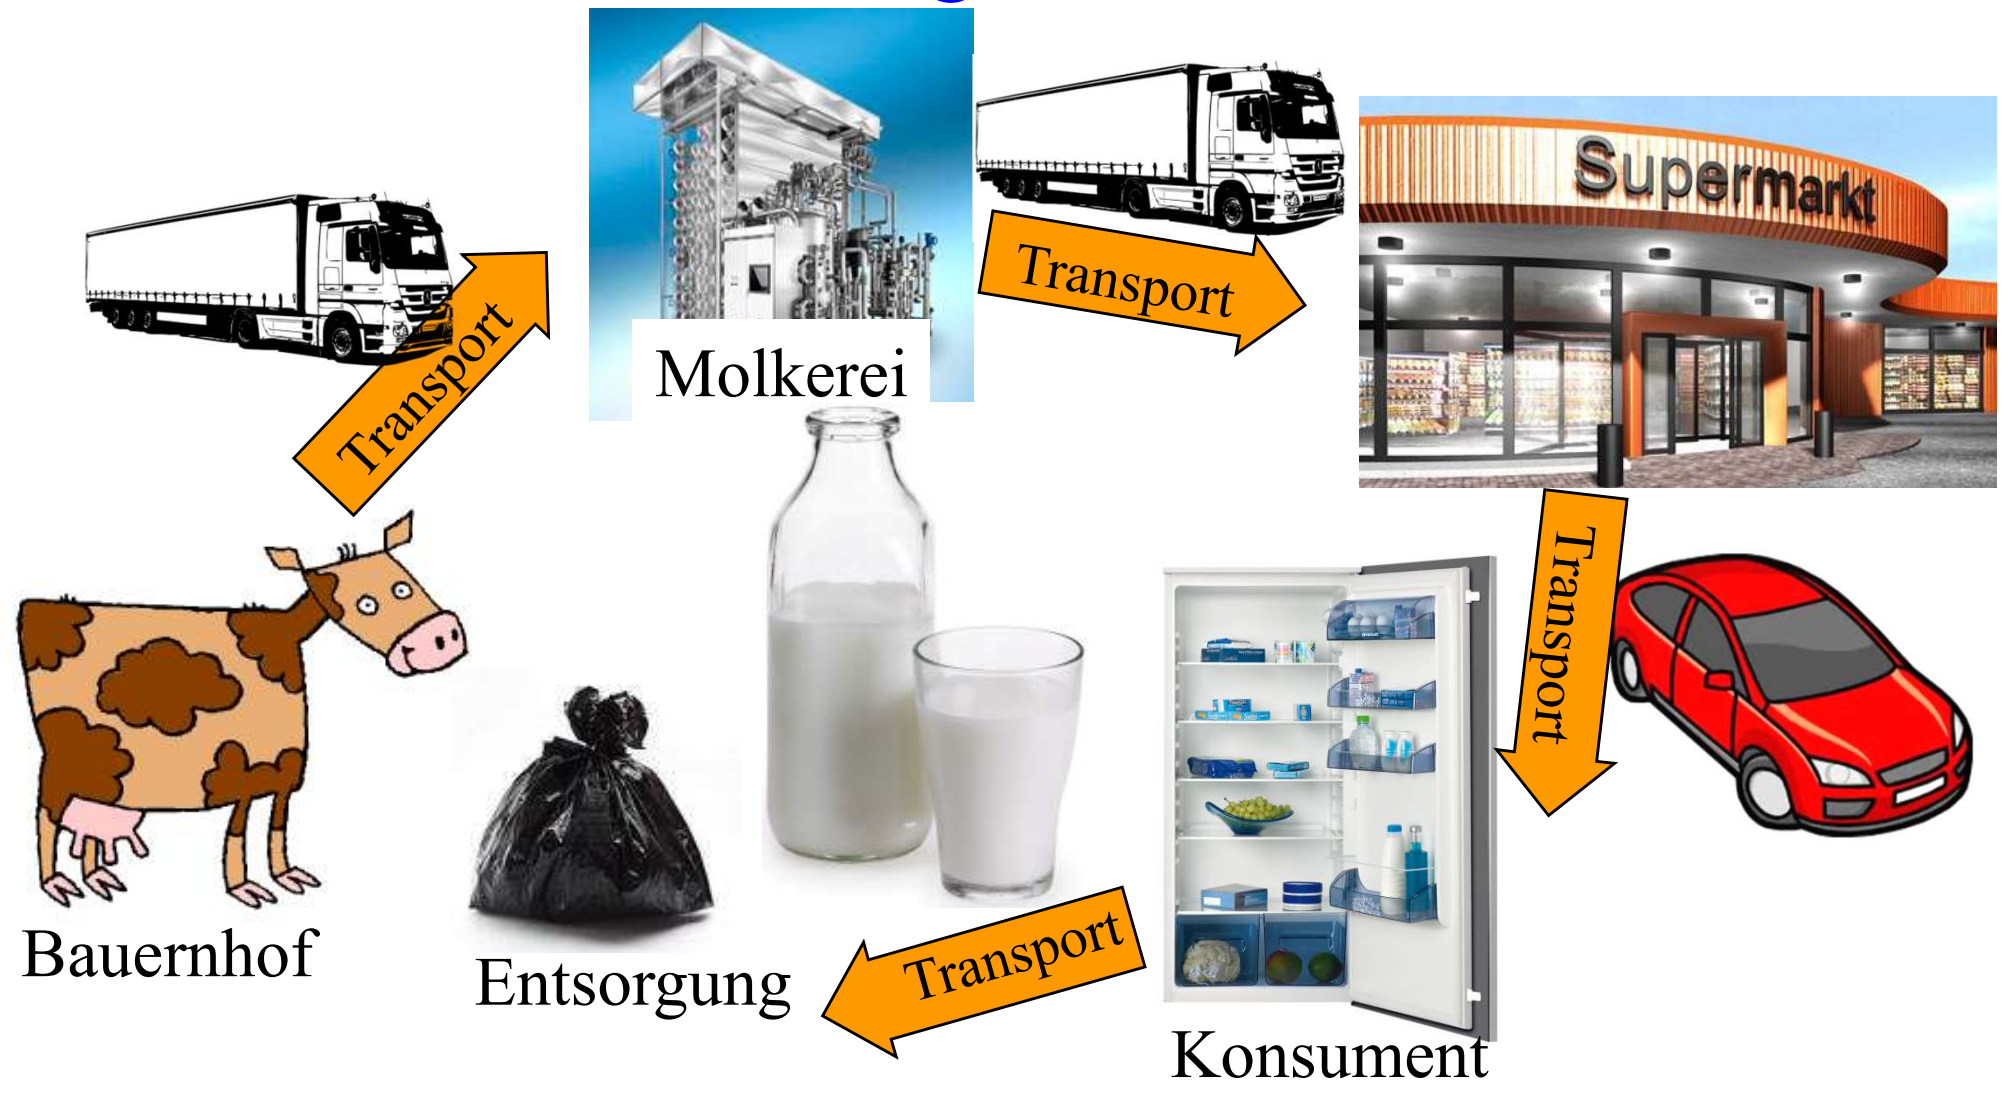 Transport
Molkerei
Transport
Supermarkt
Transport
Bauernhof
Entsorgung
Transport
Konsument